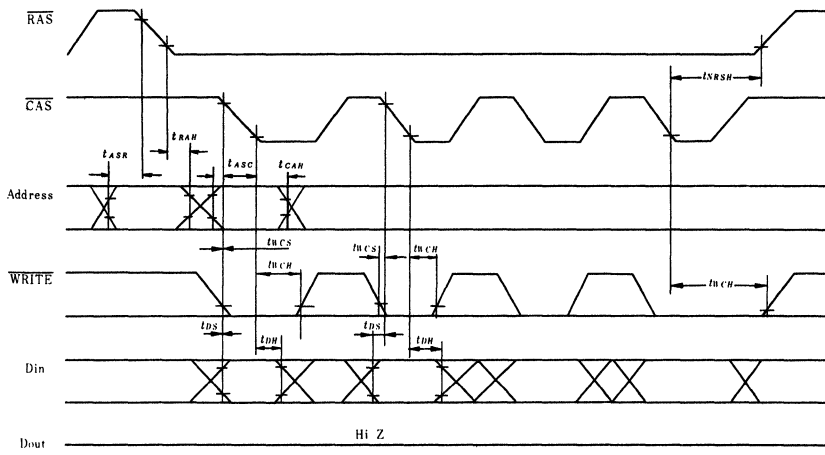 RAS
tNRSH
CAS
tRAH
tASR
tASC
tCAH
Address
tWCS
tWCS
tWCH
tWCH
WRITE
tWCH
tDS
tDS
tDH
tDH
Din
Hi Z
Dout